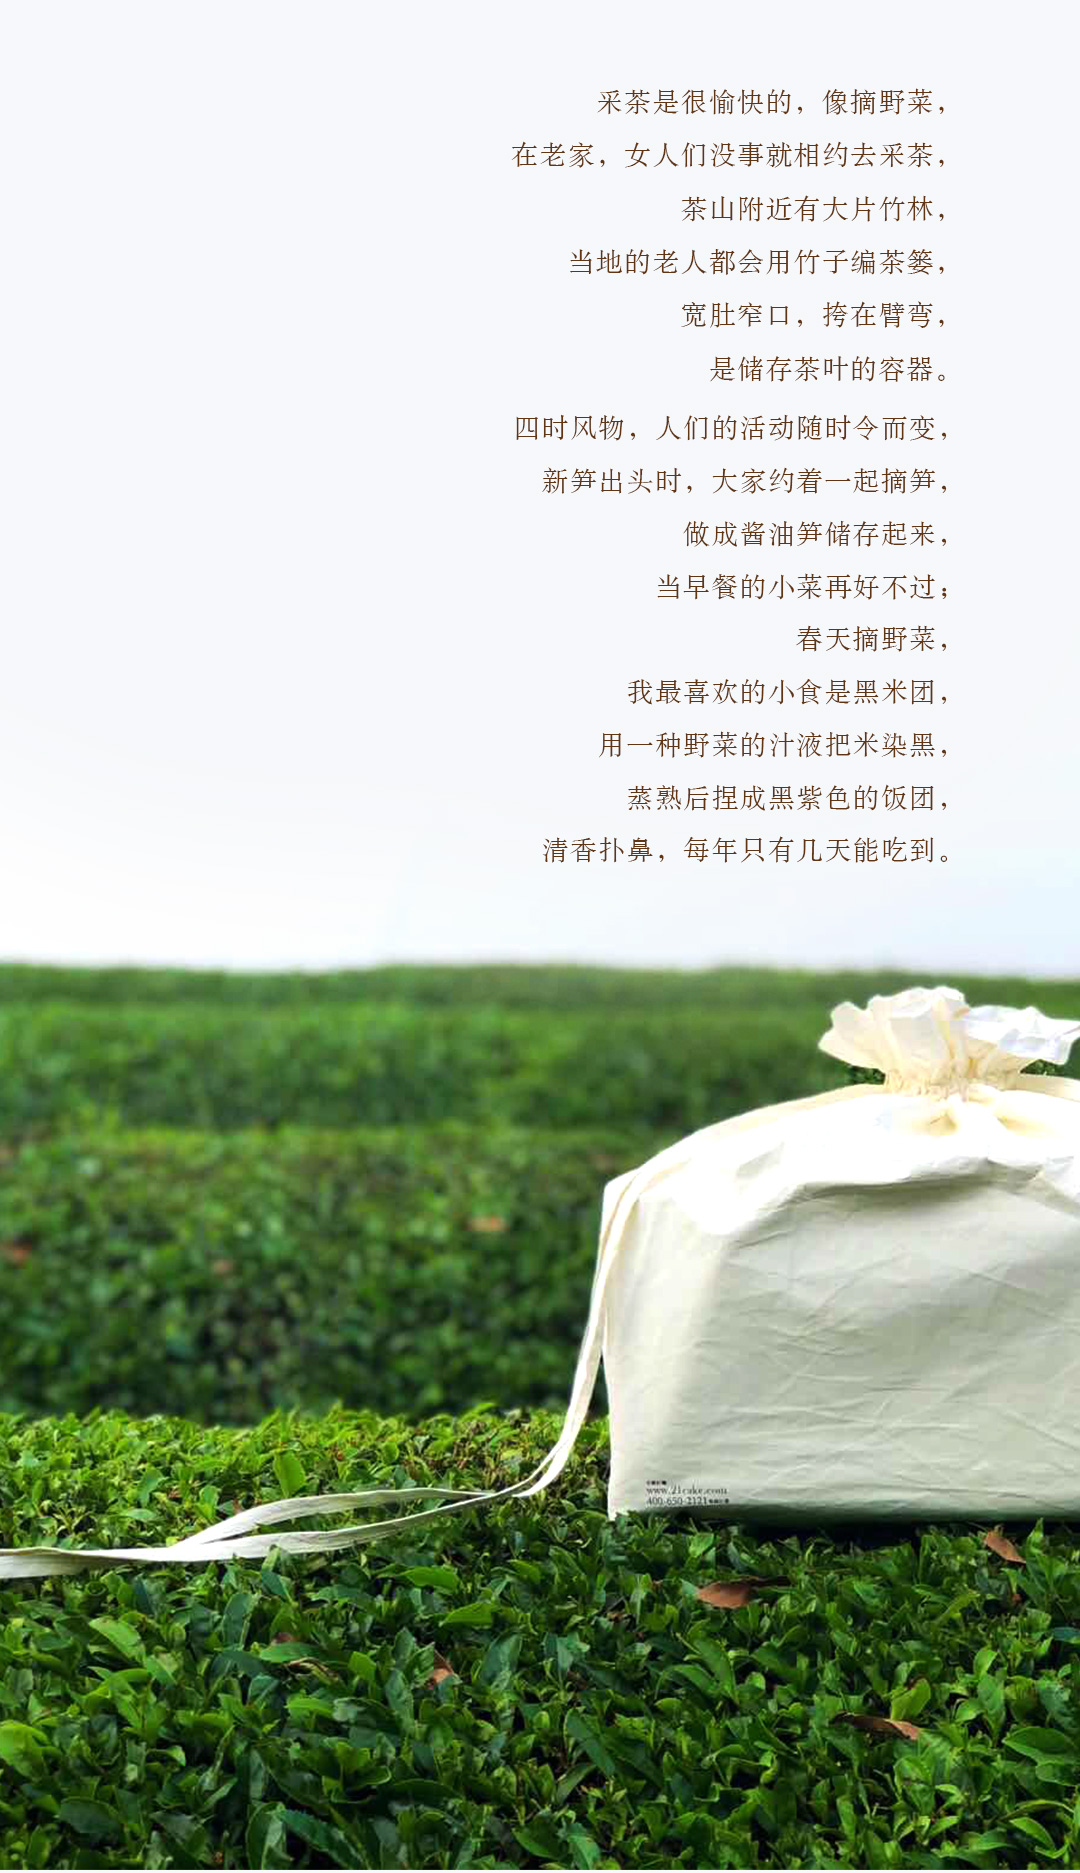 采茶是很愉快的，像摘野菜，
在老家，女人们没事就相约去采茶，
茶山附近有大片竹林，
当地的老人都会用竹子编茶篓，
宽肚窄口，挎在臂弯，
是储存茶叶的容器。
四时风物，人们的活动随时令而变，
新笋出头时，大家约着一起摘笋，
做成酱油笋储存起来，
当早餐的小菜再好不过；
春天摘野菜，
我最喜欢的小食是黑米团，
用一种野菜的汁液把米染黑，
蒸熟后捏成黑紫色的饭团，
清香扑鼻，每年只有几天能吃到。
www.21cake.com
400-650-2121